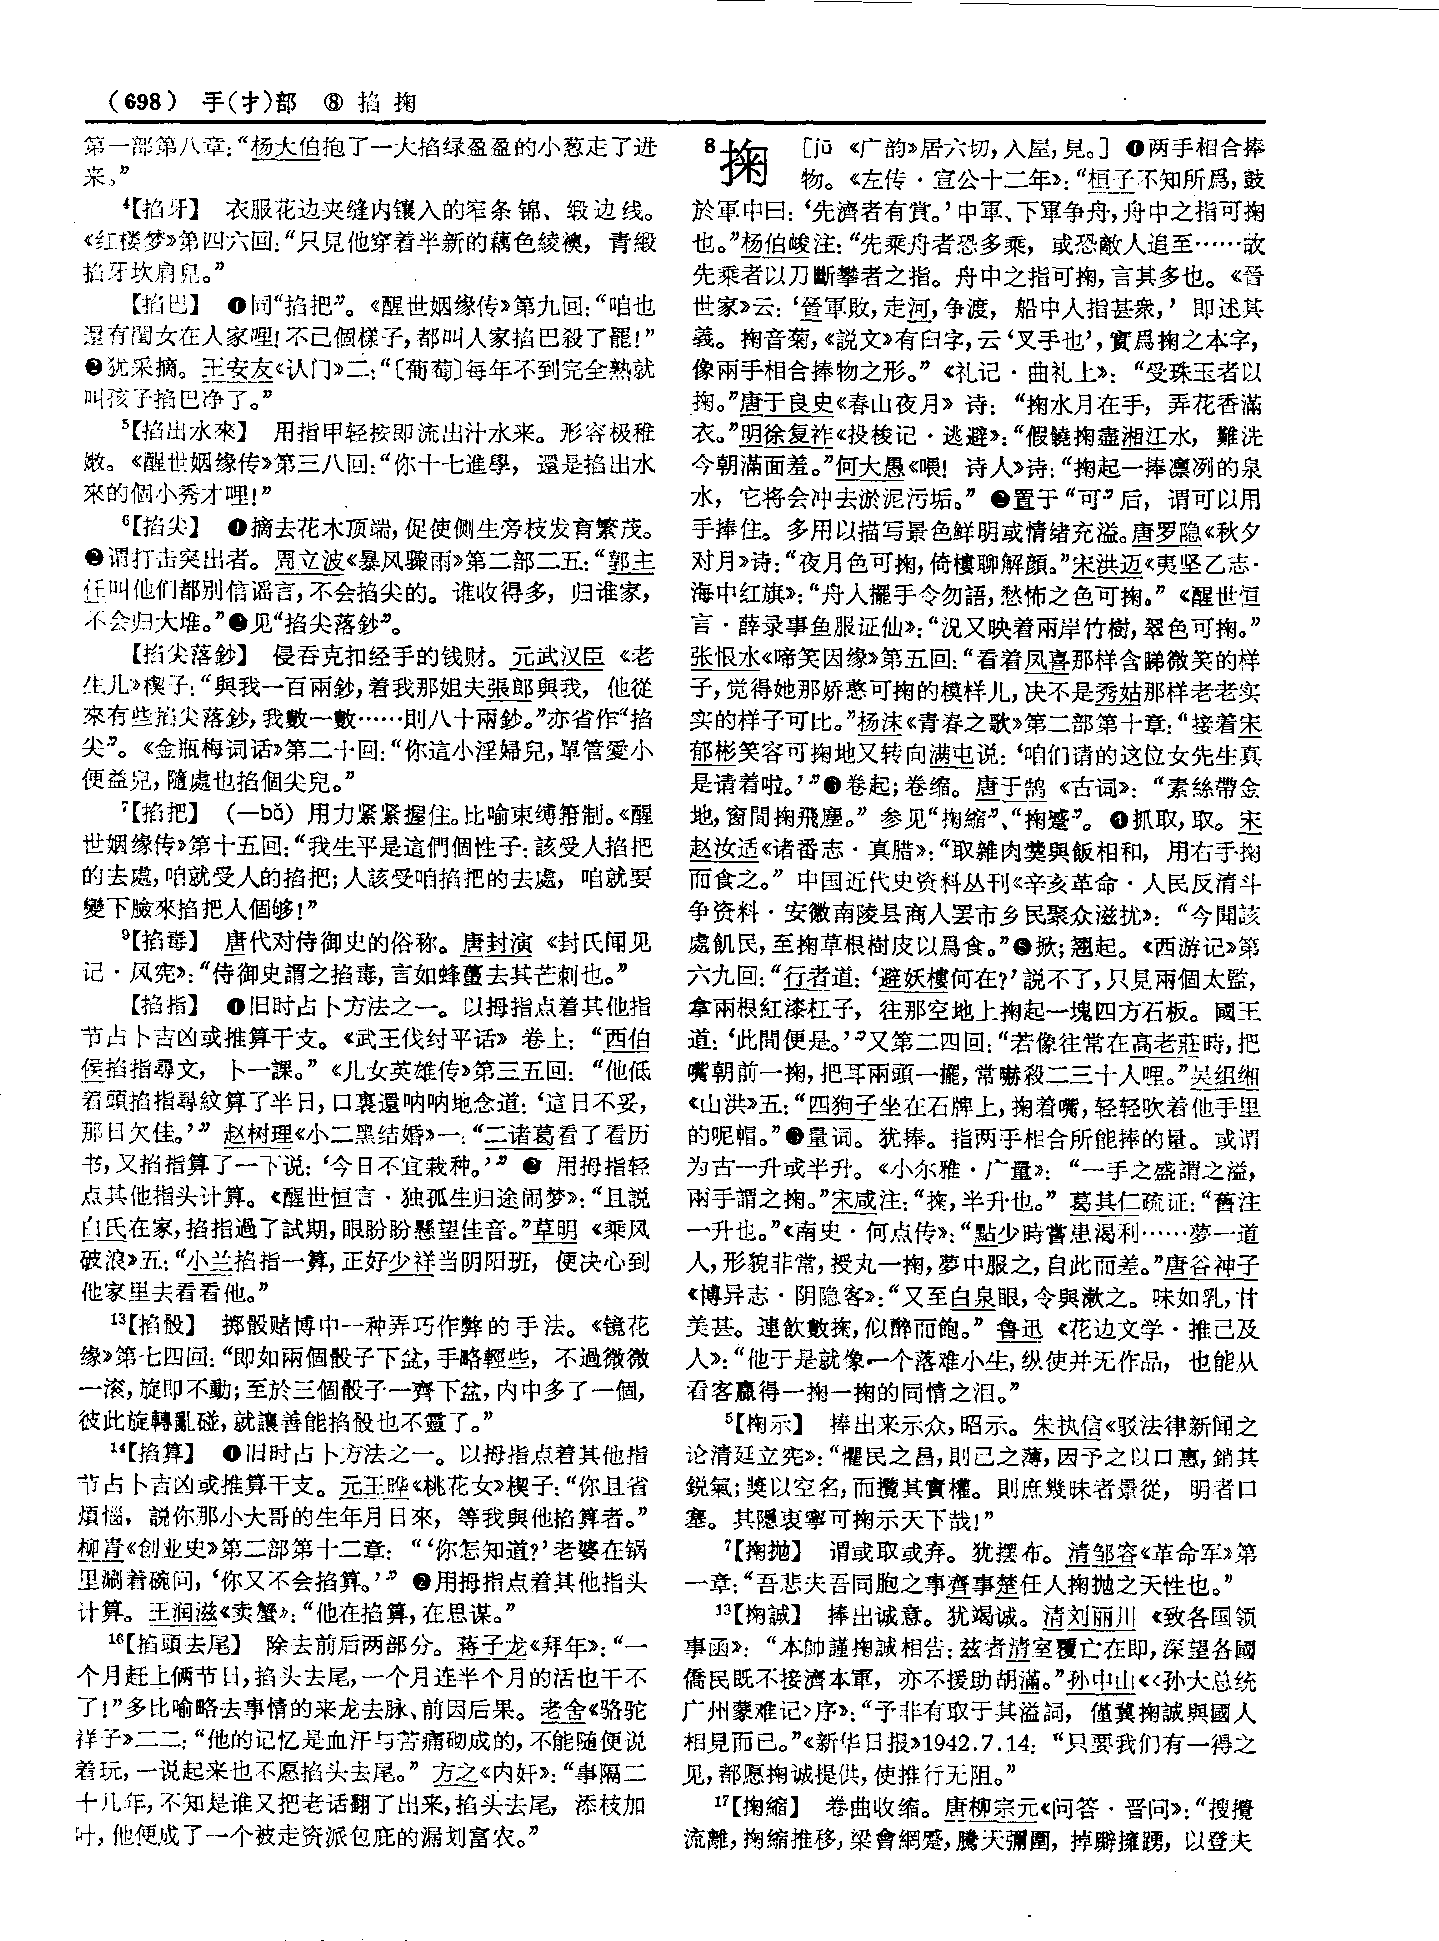 （698） 手(扌)部 ⑧ 掐 掬
第一部第八章：“杨大伯抱了一大掐绿盈盈的小葱走了进
来。”
4【掐牙】 衣服花边夹缝内镶入的窄条锦、缎边线。
《红楼梦》第四六回：“只見他穿着半新的藕色綾襖，青緞
掐牙坎肩兒。”
【掐巴】 ❶同“掐把”。《醒世姻缘传》第九回：“咱也
還有閨女在人家哩！不己個樣子，都叫人家掐巴殺了罷！”
❷犹采摘。王安友《认门》二：“〔葡萄〕每年不到完全熟就
叫孩子掐巴净了。”
5【掐出水來】 用指甲轻按即流出汁水来。形容极稚
嫩。《醒世姻缘传》第三八回：“你十七進學，還是掐出水
來的個小秀才哩！”
6【掐尖】 ❶摘去花木顶端，促使侧生旁枝发育繁茂。
❷谓打击突出者。周立波《暴风骤雨》第二部二五：“郭主
任叫他们都别信谣言，不会掐尖的。谁收得多，归谁家，
不会归大堆。”❸见“掐尖落鈔”。
【掐尖落鈔】 侵吞克扣经手的钱财。元武汉臣《老
生儿》楔子：“與我一百兩鈔，着我那姐夫張郎與我，他從
來有些掐尖落鈔，我數一數……則八十兩鈔。”亦省作“掐
尖”。《金瓶梅词话》第二十回：“你這小淫婦兒，單管愛小
便益兒，隨處也掐個尖兒。”
7【掐把】 （—bǎ）用力紧紧握住。比喻束缚箝制。《醒
世姻缘传》第十五回：“我生平是這們個性子：該受人掐把
的去處，咱就受人的掐把；人該受咱掐把的去處，咱就要
變下臉來掐把人個够！”
9【掐毒】 唐代对侍御史的俗称。唐封演《封氏闻见
记·风宪》：“侍御史謂之掐毒，言如蜂蠆去其芒刺也。”
【掐指】 ❶旧时占卜方法之一。以拇指点着其他指
节占卜吉凶或推算干支。《武王伐纣平话》卷上：“西伯
侯掐指尋文，卜一課。”《儿女英雄传》第三五回：“他低
着頭掐指尋紋算了半日，口裏還呐呐地念道：‘這日不妥，
那日欠佳。’”赵树理《小二黑结婚》一：“二诸葛看了看历
书，又掐指算了一下说：‘今日不宜栽种。’”❷ 用拇指轻
点其他指头计算。《醒世恒言·独孤生归途闹梦》：“且説
白氏在家，掐指過了試期，眼盼盼懸望佳音。”草明《乘风
破浪》五：“小兰掐指一算，正好少祥当阴阳班，便决心到
他家里去看看他。”
13【掐骰】 掷骰赌博中一种弄巧作弊的手法。《镜花
缘》第七四回：“即如兩個骰子下盆，手略輕些，不過微微
一滚，旋即不動；至於三個骰子一齊下盆，内中多了一個，
彼此旋轉亂碰，就讓善能掐骰也不靈了。”
14【掐算】 ❶旧时占卜方法之一。以拇指点着其他指
节占卜吉凶或推算干支。元王晔《桃花女》楔子：“你且省
煩惱，説你那小大哥的生年月日來，等我與他掐算者。”
柳青《创业史》第二部第十二章：“‘你怎知道？’老婆在锅
里涮着碗问，‘你又不会掐算。’”❷用拇指点着其他指头
计算。王润滋《卖蟹》：“他在掐算，在思谋。”
16【掐頭去尾】 除去前后两部分。蒋子龙《拜年》：“一
个月赶上俩节日，掐头去尾，一个月连半个月的活也干不
了！”多比喻略去事情的来龙去脉、前因后果。老舍《骆驼
祥子》二二：“他的记忆是血汗与苦痛砌成的，不能随便说
着玩，一说起来也不愿掐头去尾。”方之《内奸》：“事隔二
十几年，不知是谁又把老话翻了出来，掐头去尾，添枝加
叶，他便成了一个被走资派包庇的漏划富农。”
8掬 [jū 《广韵》居六切，入屋，見。] ❶两手相合捧
物。《左传·宣公十二年》：“桓子不知所爲，鼓
於軍中曰：‘先濟者有賞。’中軍、下軍争舟，舟中之指可掬
也。”杨伯峻注：“先乘舟者恐多乘，或恐敵人追至……故
先乘者以刀斷攀者之指。舟中之指可掬，言其多也。《晉
世家》云：‘晉軍敗，走河，争渡，船中人指甚衆，’即述其
義。掬音菊，《説文》有臼字，云‘叉手也’，實爲掬之本字，
像兩手相合捧物之形。”《礼记·曲礼上》：“受珠玉者以
掬。”唐于良史《春山夜月》诗：“掬水月在手，弄花香滿
衣。”明徐复祚《投梭记·逃避》：“假饒掬盡湘江水，難洗
今朝滿面羞。”何大愚《喂！诗人》诗：“掬起一捧凛冽的泉
水，它将会冲去淤泥污垢。”❷置于“可”后，谓可以用
手捧住。多用以描写景色鲜明或情绪充溢。唐罗隐《秋夕
对月》诗：“夜月色可掬，倚樓聊解顔。”宋洪迈《夷坚乙志·
海中红旗》：“舟人擺手令勿語，愁怖之色可掬。”《醒世恒
言·薛录事鱼服证仙》：“況又映着兩岸竹樹，翠色可掬。”
张恨水《啼笑因缘》第五回：“看着凤喜那样含睇微笑的样
子，觉得她那娇憨可掬的模样儿，决不是秀姑那样老老实
实的样子可比。”杨沫《青春之歌》第二部第十章：“接着宋
郁彬笑容可掬地又转向满屯说：‘咱们请的这位女先生真
是请着啦。’”❸卷起；卷缩。唐于鹄《古词》：“素絲帶金
地，窗間掬飛塵。”参见“掬縮”、“掬蹙”。❹抓取，取。宋
赵汝适《诸番志·真腊》：“取雜肉羹與飯相和，用右手掬
而食之。”中国近代史资料丛刊《辛亥革命·人民反清斗
争资料·安徽南陵县商人罢市乡民聚众滋扰》：“今聞該
處飢民，至掬草根樹皮以爲食。”❺掀；翘起。《西游记》第
六九回：“行者道：‘避妖樓何在？’説不了，只見兩個太監，
拿兩根紅漆杠子，往那空地上掬起一塊四方石板。國王
道：‘此間便是。’”又第二四回：“若像往常在高老莊時，把
嘴朝前一掬，把耳兩頭一擺，常嚇殺二三十人哩。”吴组缃
《山洪》五：“四狗子坐在石牌上，掬着嘴，轻轻吹着他手里
的呢帽。”❻量词。犹捧。指两手相合所能捧的量。或谓
为古一升或半升。《小尔雅·广量》：“一手之盛謂之溢，
兩手謂之掬。”宋咸注：“掬，半升也。”葛其仁疏证：“舊注
一升也。”《南史·何点传》：“點少時嘗患渴利……夢一道
人，形貌非常，授丸一掬，夢中服之，自此而差。”唐谷神子
《博异志·阴隐客》：“又至白泉眼，令與漱之。味如乳，甘
美甚。連飲數掬，似醉而飽。”鲁迅《花边文学·推己及
人》：“他于是就像一个落难小生，纵使并无作品，也能从
看客赢得一掬一掬的同情之泪。”
5【掬示】 捧出来示众，昭示。朱执信《驳法律新闻之
论清廷立宪》：“懼民之昌，則己之薄，因予之以口惠，銷其
鋭氣；獎以空名，而攬其實權。則庶幾昧者景從，明者口
塞。其隱衷寧可掬示天下哉！”
7【掬抛】 谓或取或弃。犹摆布。清邹容《革命军》第
一章：“吾悲夫吾同胞之事齊事楚任人掬抛之天性也。”
13【掬誠】 捧出诚意。犹竭诚。清刘丽川《致各国领
事函》：“本帥謹掬誠相告：兹者清室覆亡在即，深望各國
僑民既不接濟本軍，亦不援助胡滿。”孙中山《〈孙大总统
广州蒙难记〉序》：“予非有取于其溢詞，僅冀掬誠與國人
相見而已。”《新华日报》1942.7.14：“只要我们有一得之
见，都愿掬诚提供，使推行无阻。”
17【掬縮】 卷曲收缩。唐柳宗元《问答·晋问》：“搜攪
流離，掬縮推移，梁會網蹙，騰天彌圍，掉踍擁踴，以登夫